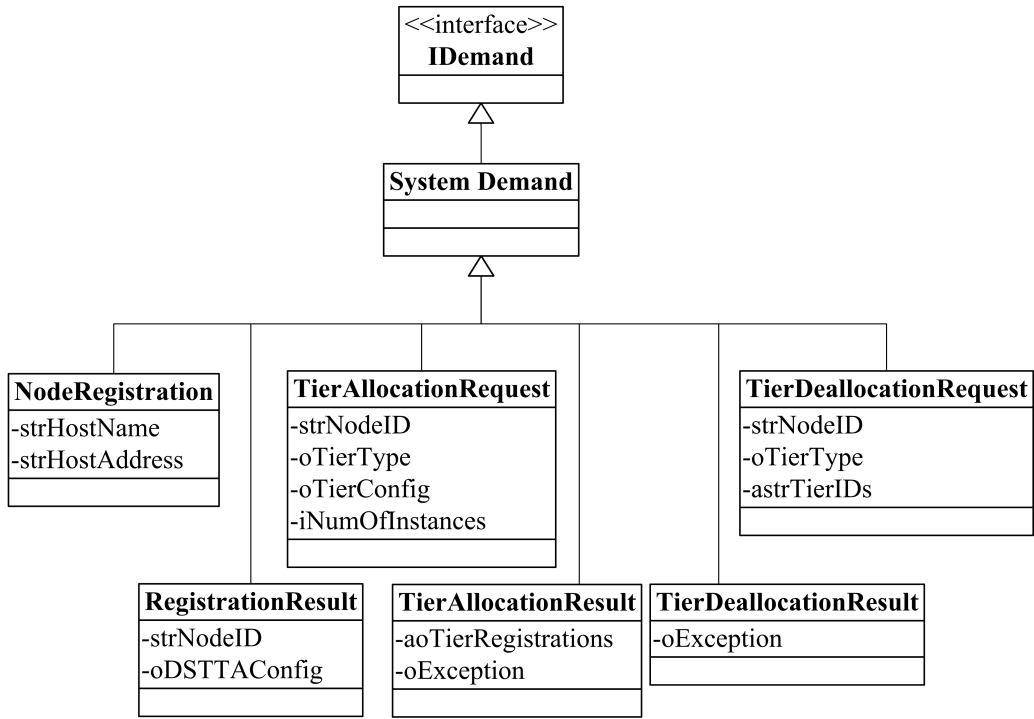 <<interface>>
IDemand
System Demand
NodeRegistration
-strHostName
-strHostAddress
TierAllocationRequest
-strNodeID
-oTierType
-oTierConfig
-iNumOfInstances
TierDeallocationRequest
-strNodeID
-oTierType
-astrTierIDs
RegistrationResult
-strNodeID
-oDSTTAConfig
TierAllocationResult
-aoTierRegistrations
-oException
TierDeallocationResult
-oException